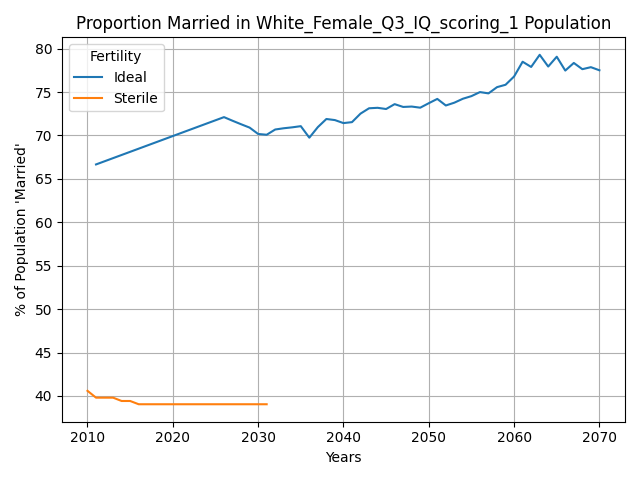 Proportion Married in White_Female_Q3_IQ_scoring_1 Population
% of Population 'Married'
80
75
70
65
60
55
50
45
40
Fertility
Ideal
Sterile
2010 2020 2030 2040 2050 2060 2070
Years